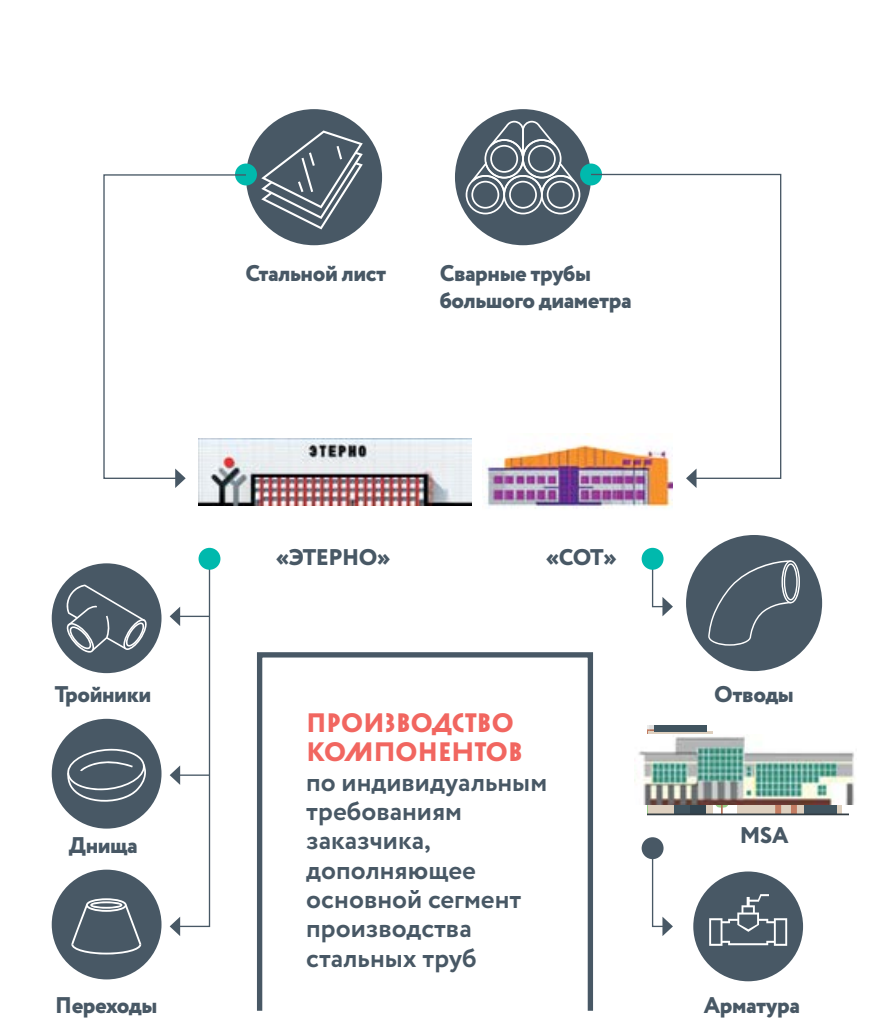 Стальной лист
Сварные трубы
большого диаметра
ЭТЕРНО
«ЭТЕРНО»
«СОТ»
Тройники
Отводы
ПРОИЗВОДСТВО
КОМПОНЕНТОВ
по индивидуальным
требованиям
заказчика,
дополняющее
основной сегмент
производства
стальных труб
Днища
MSA
Переходы
Арматура